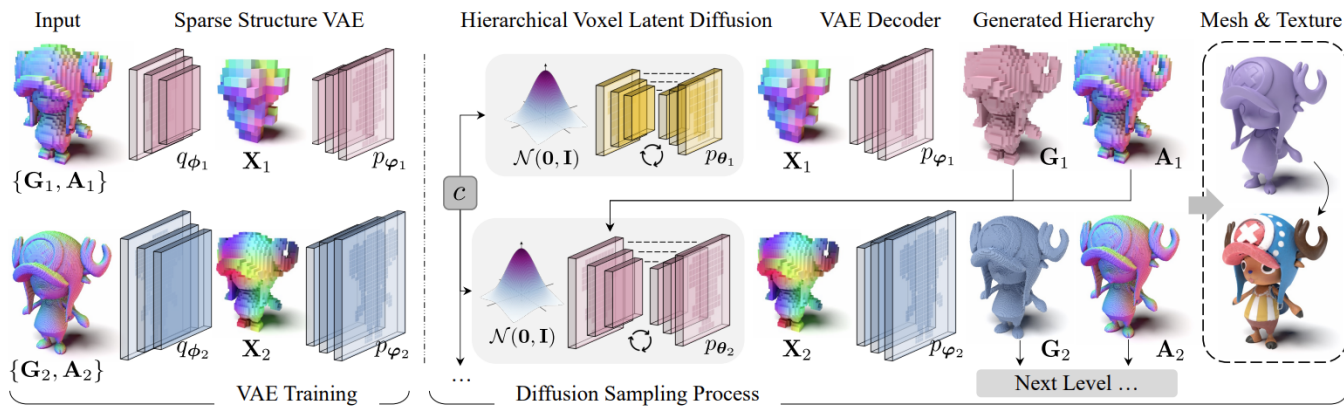 Input
Sparse Structure VAE
Hierarchical Voxel Latent Diffusion
VAE Decoder
Generated Hierarchy
Mesh & Texture
{G₁, A₁}
qϕ₁
X₁
pφ₁
𝒩(0, I)
pθ₁
X₁
pφ₁
G₁
A₁
c
{G₂, A₂}
qϕ₂
X₂
pφ₂
𝒩(0, I)
pθ₂
X₂
pφ₂
G₂
A₂
...
Next Level ...
VAE Training
Diffusion Sampling Process